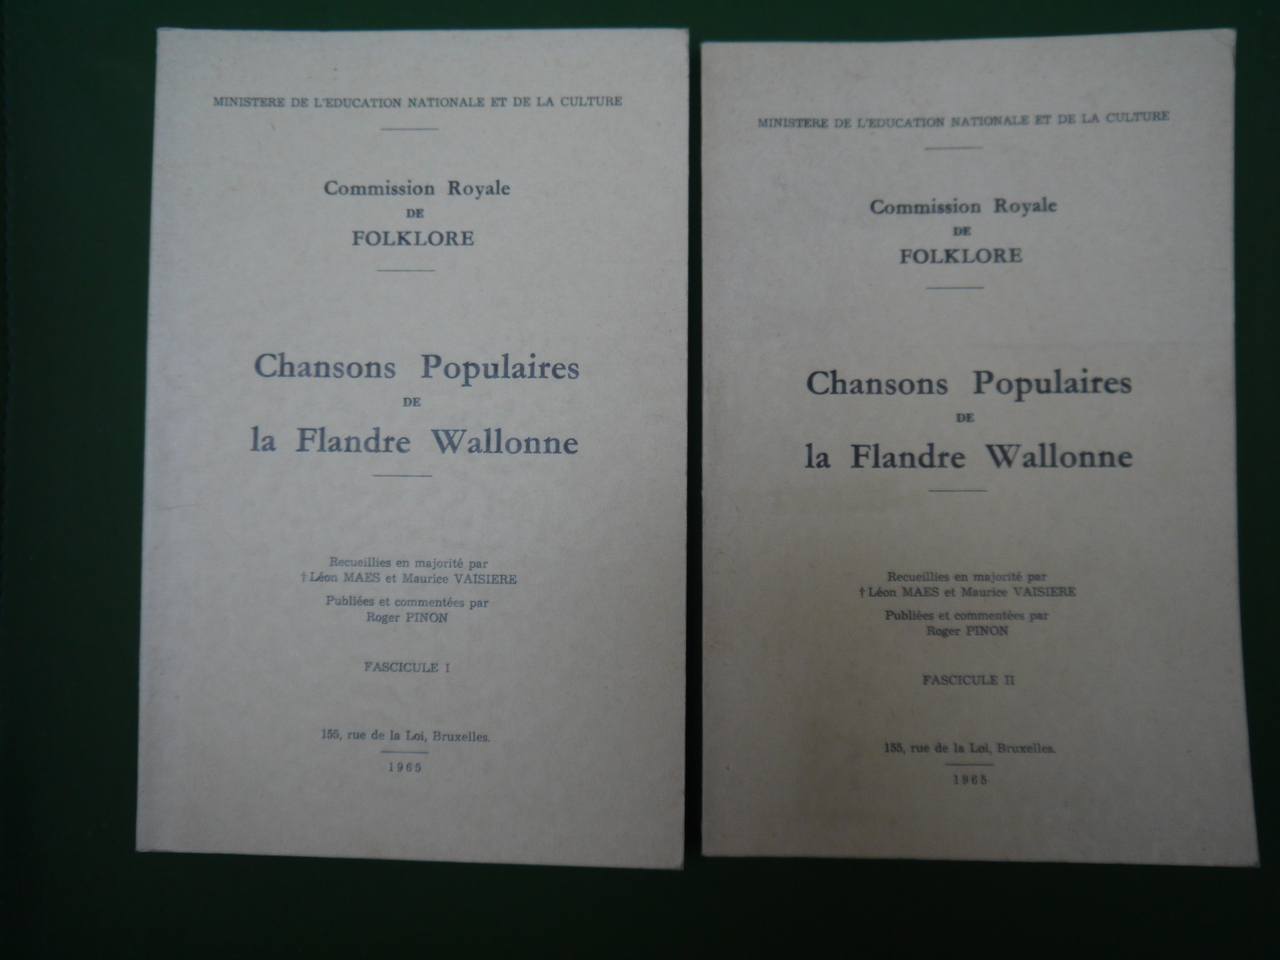 MINISTERE DE L'EDUCATION NATIONALE ET DE LA CULTURE
Commission Royale
DE
FOLKLORE
Chansons Populaires
DE
la Flandre Wallonne
Recueillies en majorité par
† Léon MAES et Maurice VAISIERE
Publiées et commentées par
Roger PINON
FASCICULE I
155, rue de la Loi, Bruxelles.
1965
MINISTERE DE L'EDUCATION NATIONALE ET DE LA CULTURE
Commission Royale
DE
FOLKLORE
Chansons Populaires
DE
la Flandre Wallonne
Recueillies en majorité par
† Léon MAES et Maurice VAISIERE
Publiées et commentées par
Roger PINON
FASCICULE II
155, rue de la Loi, Bruxelles.
1965